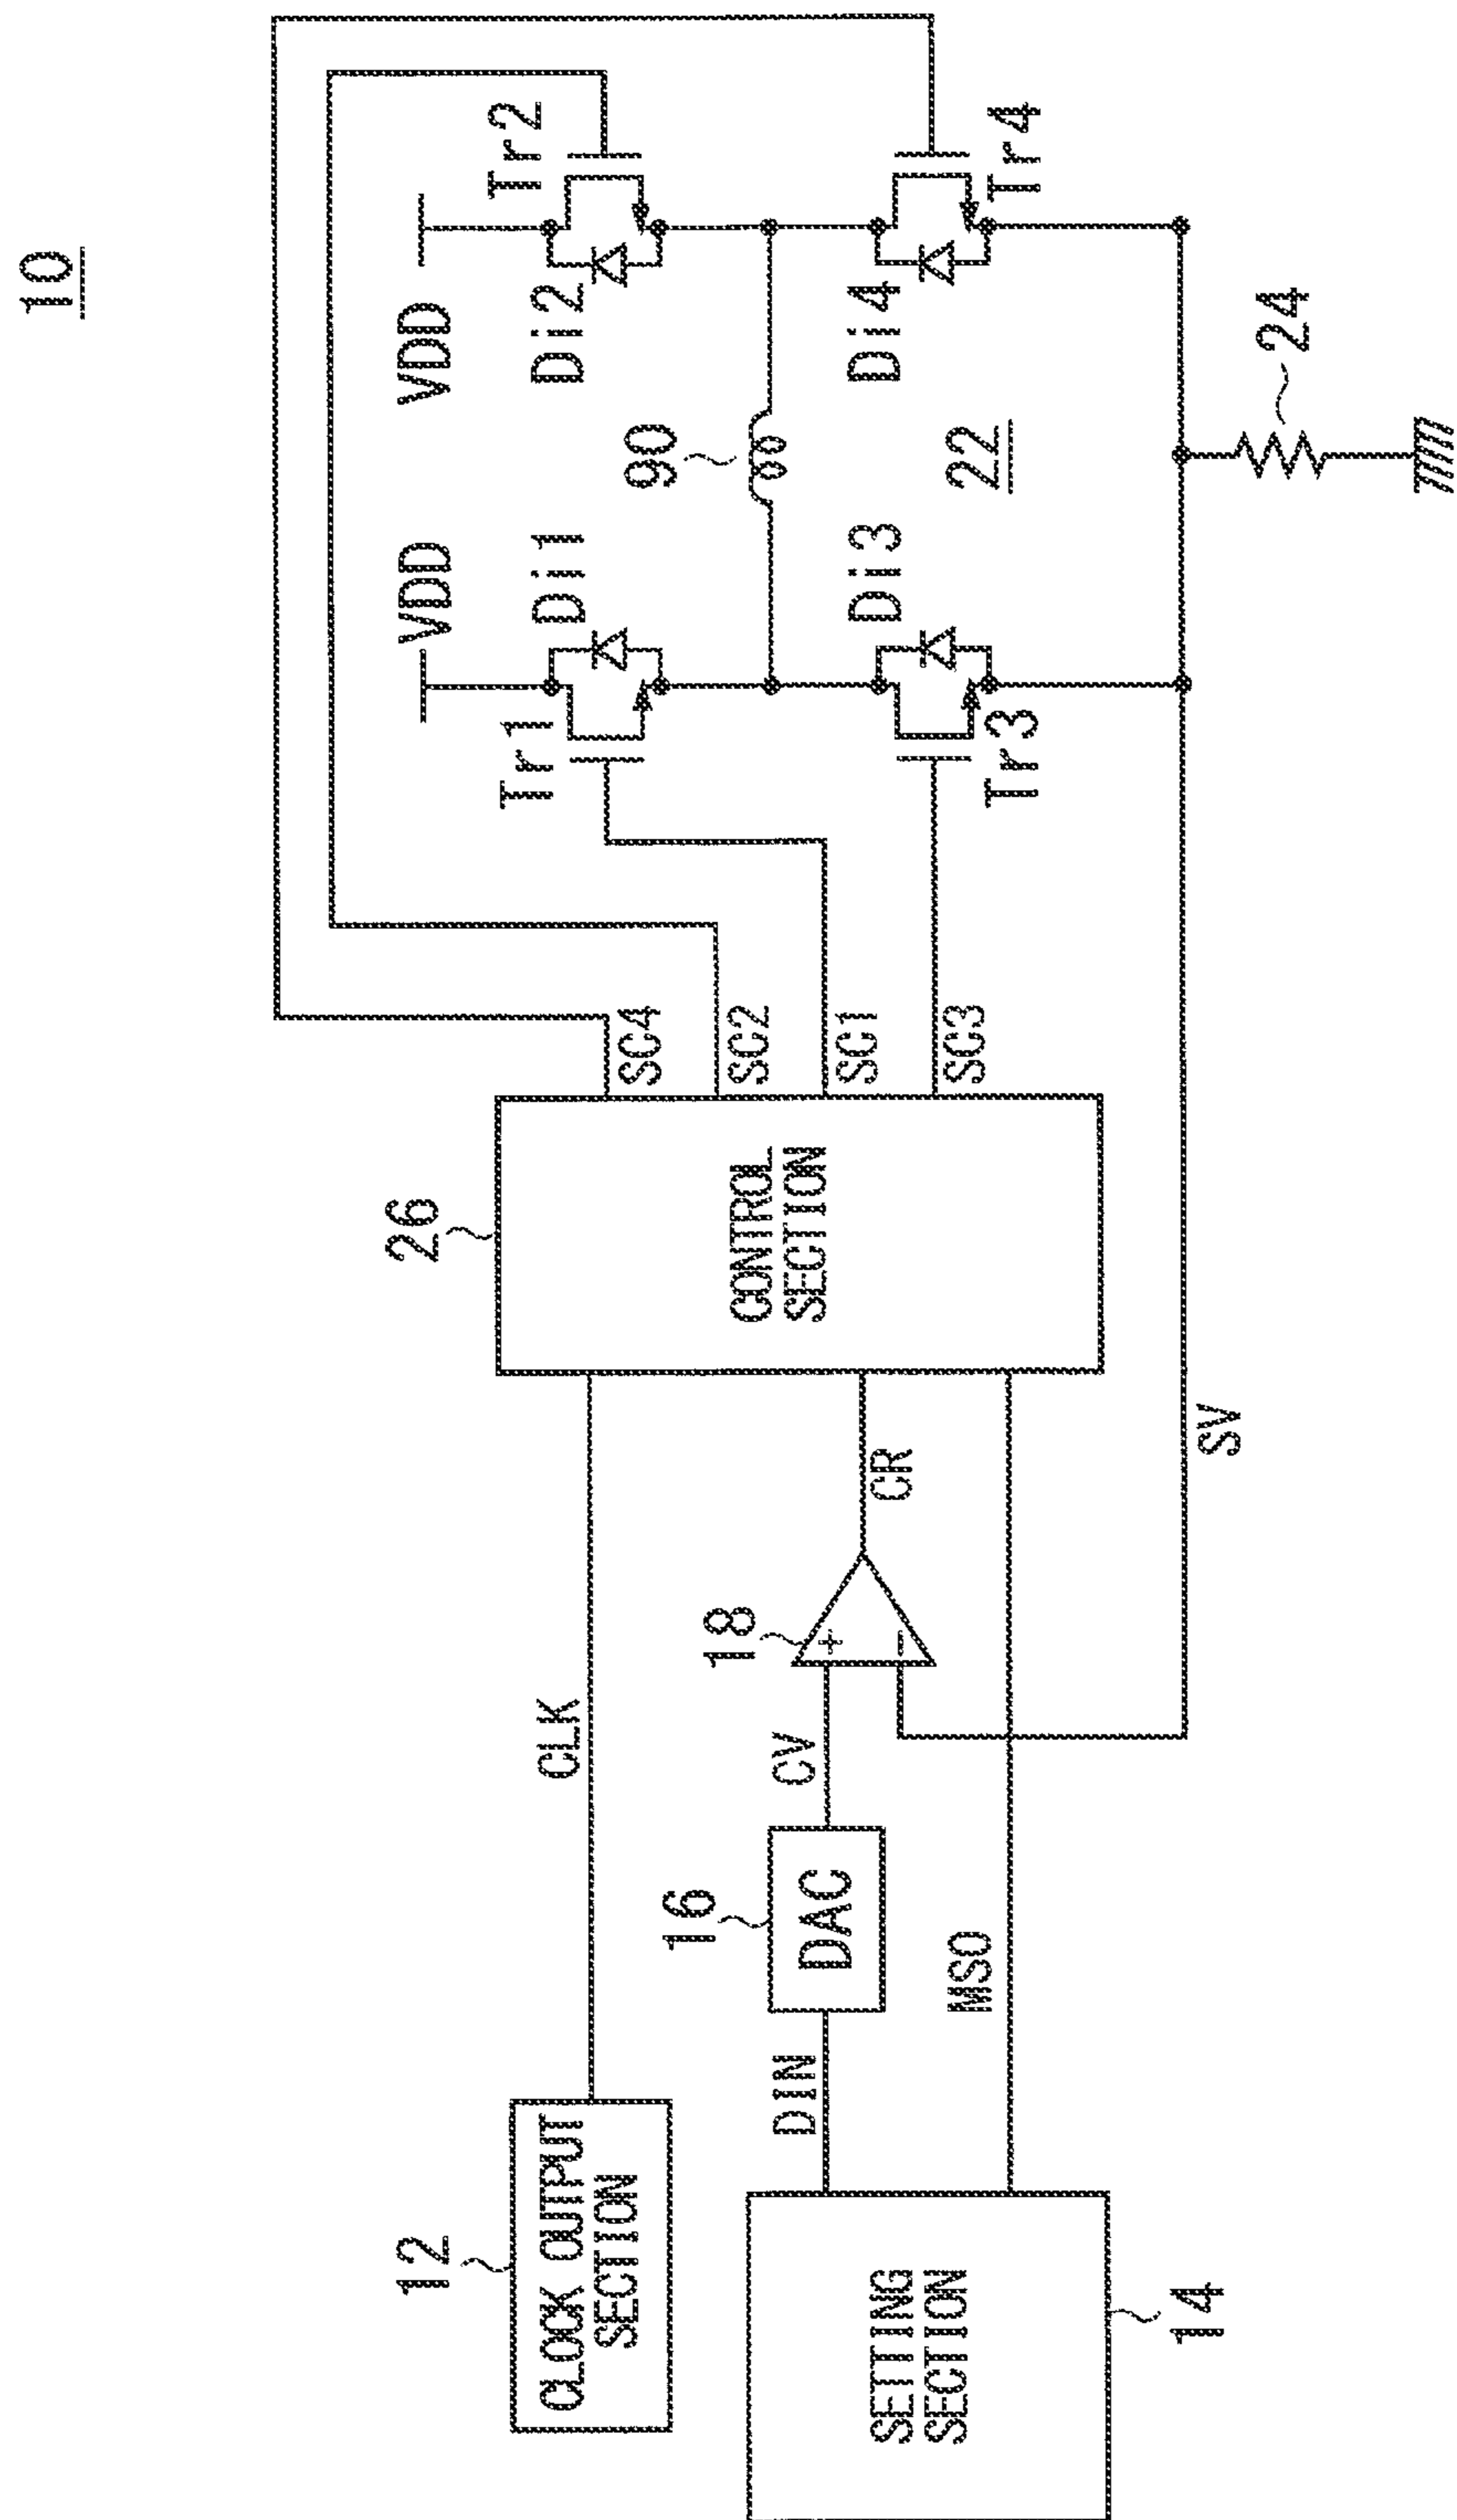 10
12
CLOCK OUTPUT
SECTION
CLK
SETTING
SECTION
14
DIN
MSO
16
DAC
CV
18
+
−
CR
SV
26
CONTROL
SECTION
SC4
SC2
SC1
SC3
VDD
VDD
Tr1
Di1
Di2
Tr2
90
Tr3
Di3
22
Di4
Tr4
24